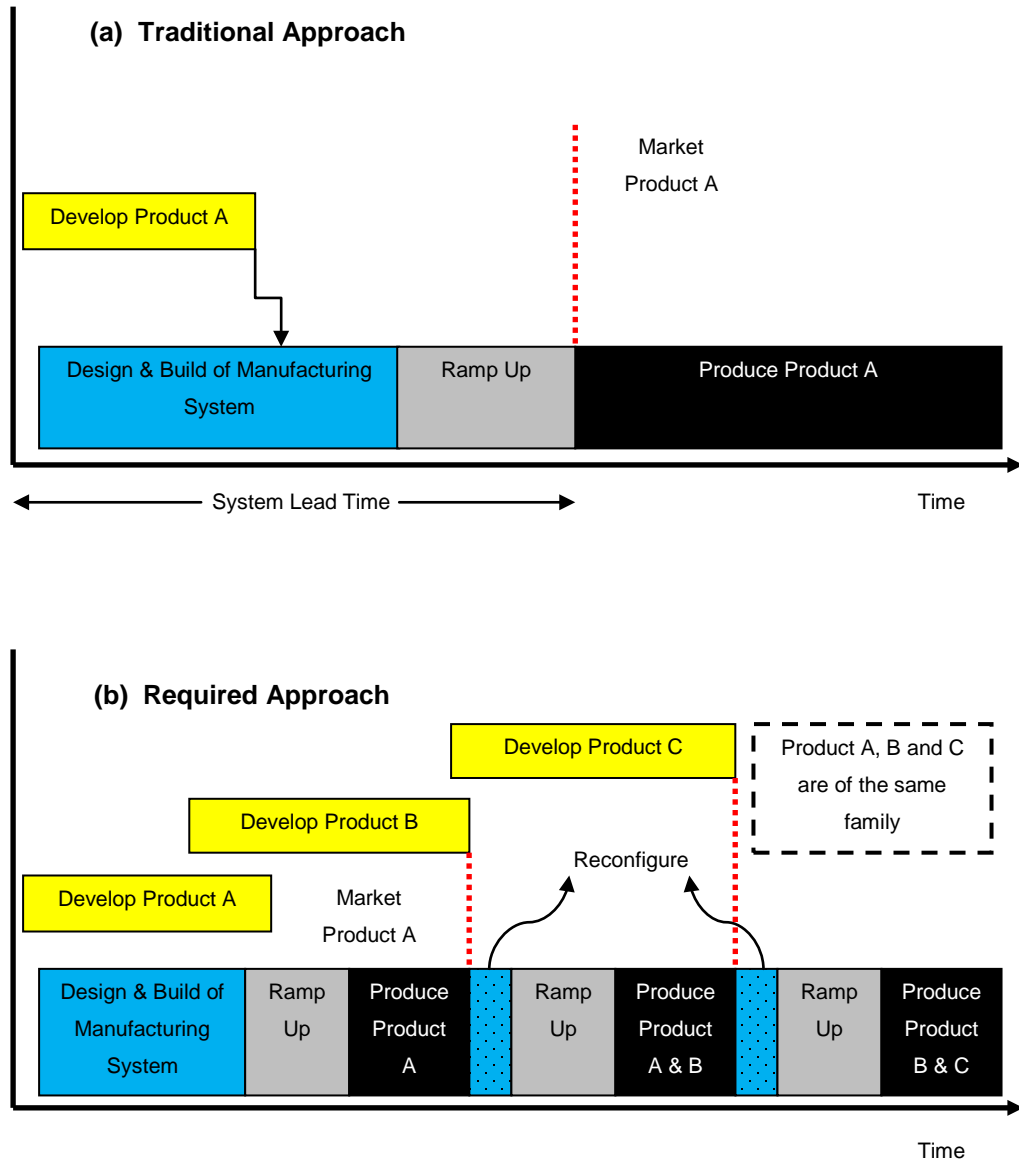 (a) Traditional Approach
Market
Product A
Develop Product A
Design & Build of Manufacturing
System
Ramp Up
Produce Product A
System Lead Time
Time
(b) Required Approach
Develop Product C
Product A, B and C
are of the same
family
Develop Product B
Reconfigure
Develop Product A
Market
Product A
Design & Build of
Manufacturing
System
Ramp
Up
Produce
Product
A
Ramp
Up
Produce
Product
A & B
Ramp
Up
Produce
Product
B & C
Time